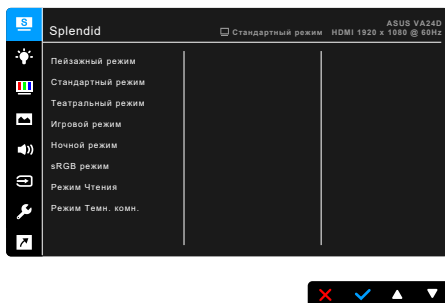 S
Splendid
ASUS VA24D
Стандартный режим HDMI 1920 x 1080 @ 60Hz
Пейзажный режим
Стандартный режим
Театральный режим
Игровой режим
Ночной режим
sRGB режим
Режим Чтения
Режим Темн. комн.